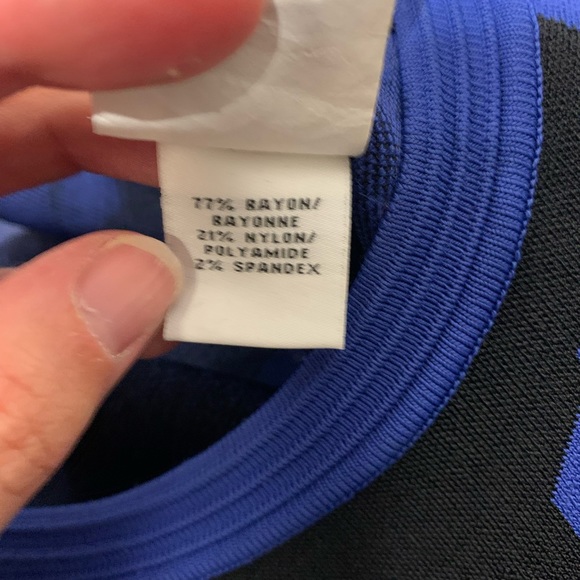 77% RAYON/
RAYONNE
21% NYLON/
POLYAMIDE
2% SPANDEX